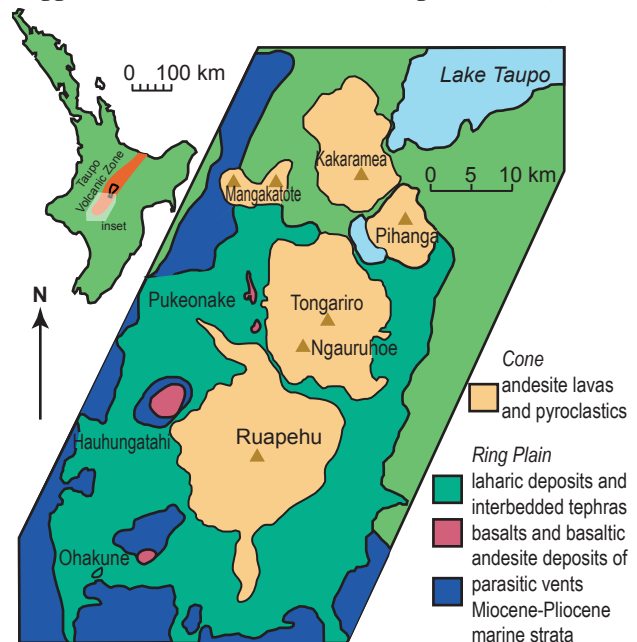 0 100 km
Lake Taupo
Taupo
Volcanic Zone
Kakaramea
0 5 10 km
Mangakatote
inset
Pihanga
N
Pukeonake
Tongariro
Ngauruhoe
Cone
andesite lavas
and pyroclastics
Hauhungatahi
Ruapehu
Ring Plain
laharic deposits and
interbedded tephras
basalts and basaltic
andesite deposits of
parasitic vents
Miocene-Pliocene
marine strata
Ohakune